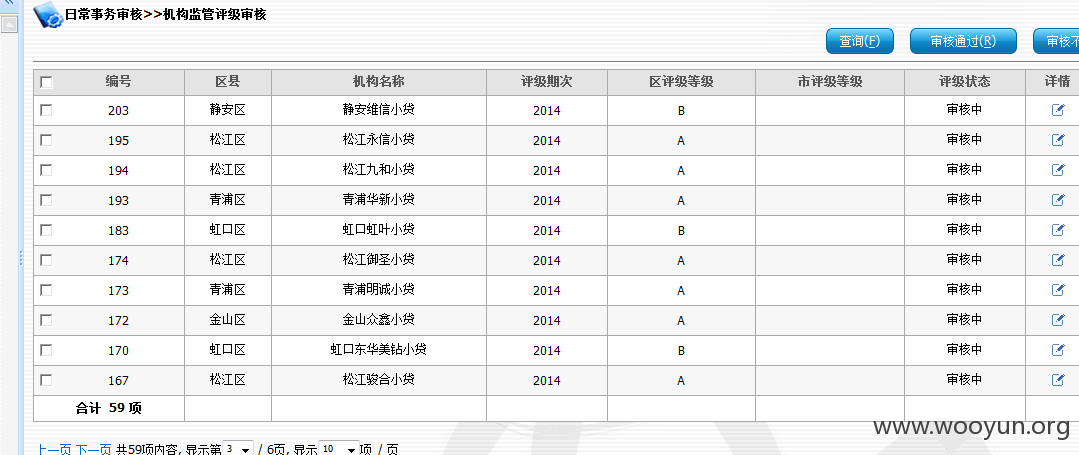 日常事务审核>>机构监管评级审核
查询(F) 审核通过(R) 审核不
编号 区县 机构名称 评级期次 区评级等级 市评级等级 评级状态 详情
203 静安区 静安维信小贷 2014 B 审核中
195 松江区 松江永信小贷 2014 A 审核中
194 松江区 松江九和小贷 2014 A 审核中
193 青浦区 青浦华新小贷 2014 A 审核中
183 虹口区 虹口虹叶小贷 2014 B 审核中
174 松江区 松江御圣小贷 2014 A 审核中
173 青浦区 青浦明诚小贷 2014 A 审核中
172 金山区 金山众鑫小贷 2014 A 审核中
170 虹口区 虹口东华美钻小贷 2014 B 审核中
167 松江区 松江骏合小贷 2014 A 审核中
合计 59 项
上一页 下一页 共59项内容, 显示第 3 / 6页, 显示 10 项 / 页
www.wooyun.org